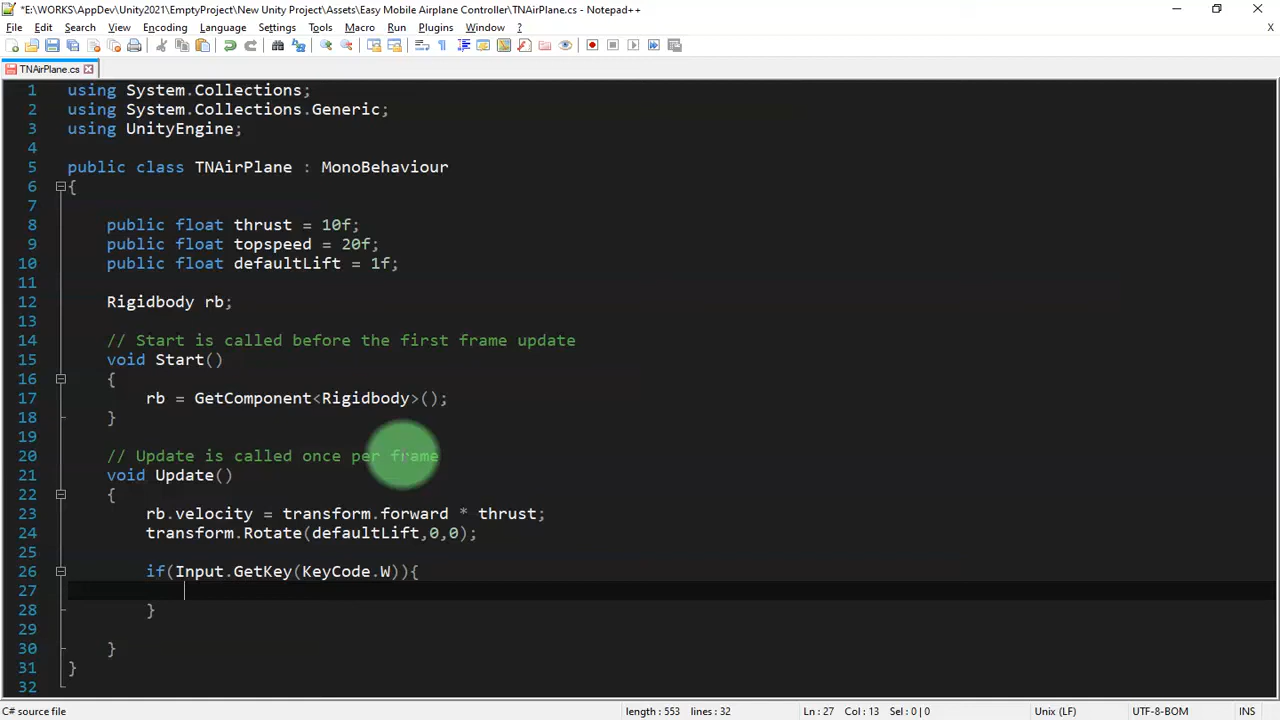 *E:\WORKS\AppDev\Unity2021\EmptyProject\New Unity Project\Assets\Easy Mobile Airplane Controller\TNAirPlane.cs - Notepad++
File Edit Search View Encoding Language Settings Tools Macro Run Plugins Window ? X
TNAirPlane.cs
1 using System.Collections;
2 using System.Collections.Generic;
3 using UnityEngine;
4
5 public class TNAirPlane : MonoBehaviour
6 {
7
8 public float thrust = 10f;
9 public float topspeed = 20f;
10 public float defaultLift = 1f;
11
12 Rigidbody rb;
13
14 // Start is called before the first frame update
15 void Start()
16 {
17 rb = GetComponent<Rigidbody>();
18 }
19
20 // Update is called once per frame
21 void Update()
22 {
23 rb.velocity = transform.forward * thrust;
24 transform.Rotate(defaultLift,0,0);
25
26 if(Input.GetKey(KeyCode.W)){
27
28 }
29
30 }
31 }
32
C# source file length : 553 lines : 32 Ln : 27 Col : 13 Sel : 0 | 0 Unix (LF) UTF-8-BOM INS